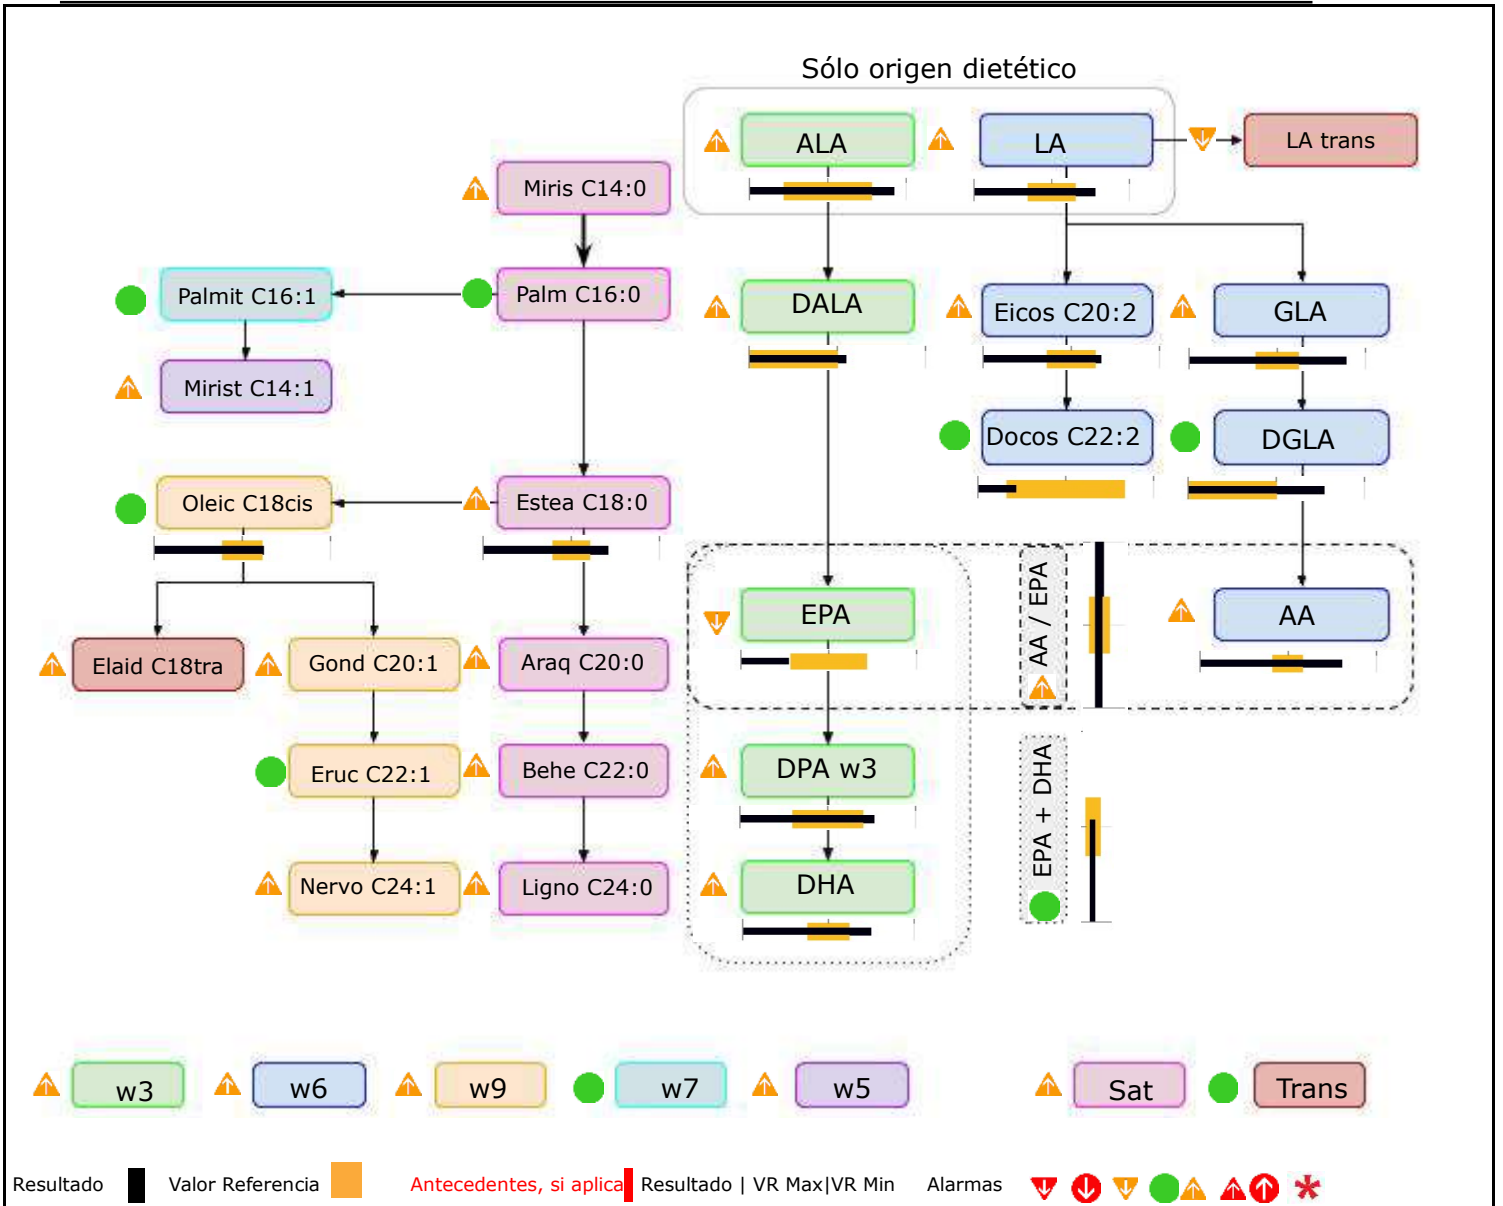 Sólo origen dietético
ALA
LA
LA trans
Miris C14:0
Palmit C16:1
Palm C16:0
DALA
Eicos C20:2
GLA
Mirist C14:1
Docos C22:2
DGLA
Oleic C18cis
Estea C18:0
EPA
AA / EPA
AA
Elaid C18tra
Gond C20:1
Araq C20:0
Eruc C22:1
Behe C22:0
DPA w3
EPA + DHA
Nervo C24:1
Ligno C24:0
DHA
w3
w6
w9
w7
w5
Sat
Trans
Resultado
Valor Referencia
Antecedentes, si aplica
Resultado | VR Max|VR Min
Alarmas